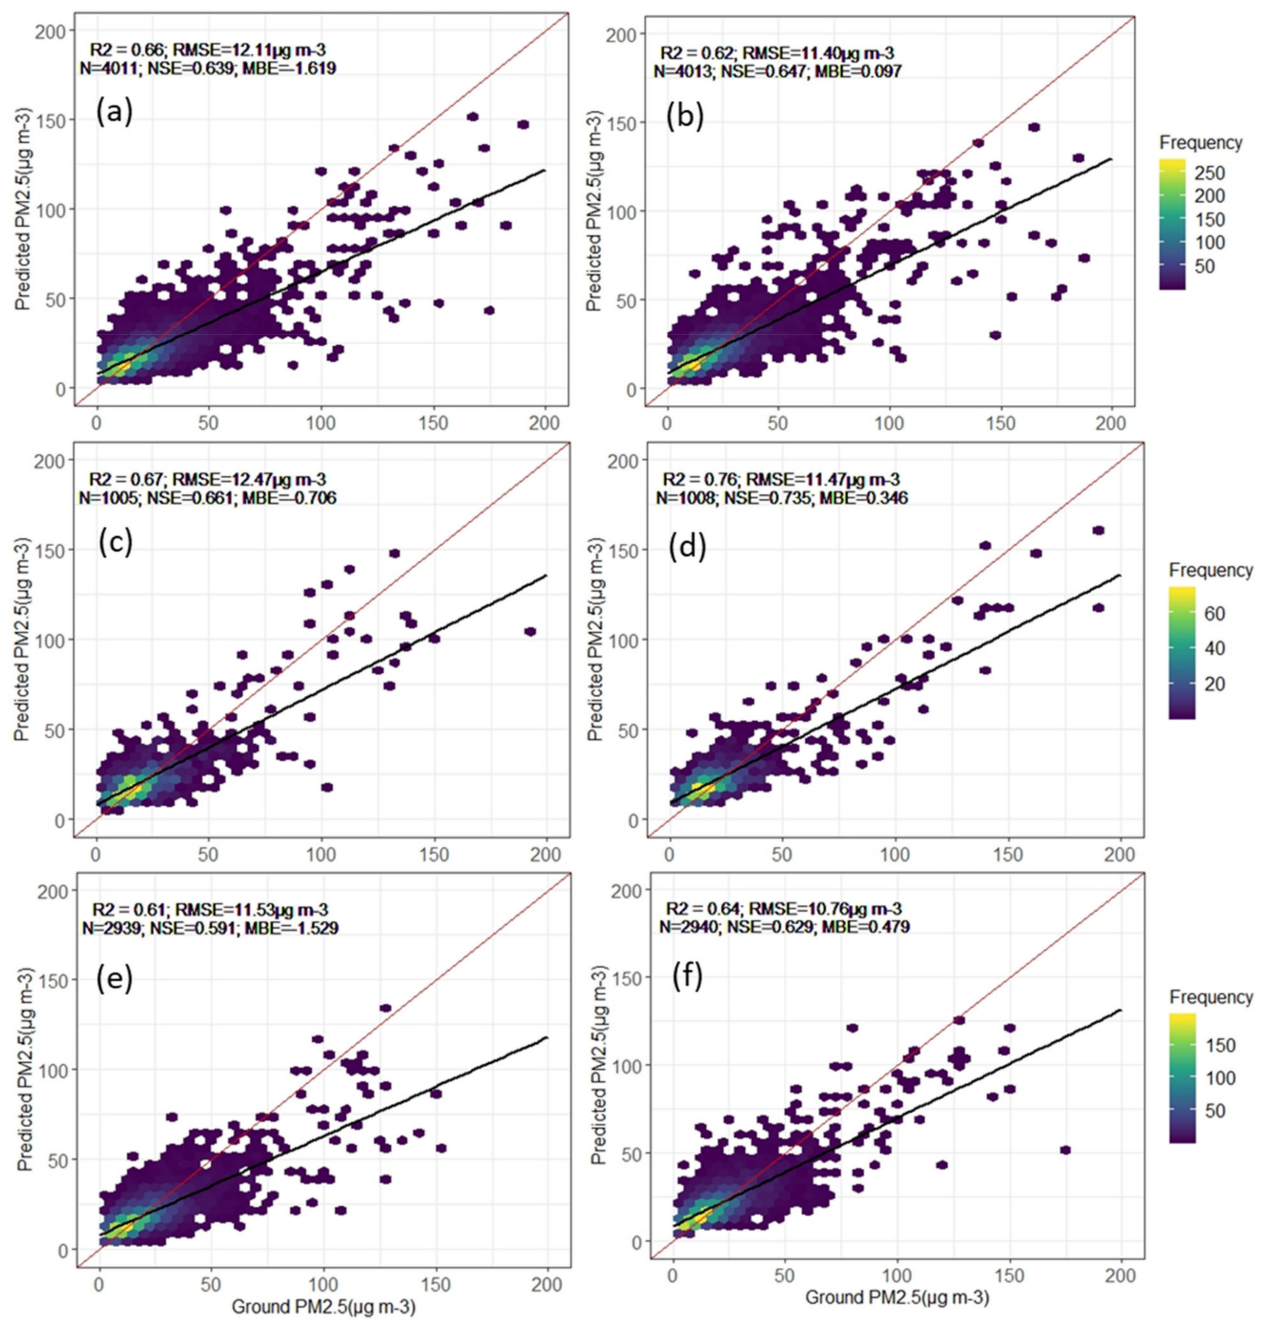 R2 = 0.66; RMSE=12.11µg m-3
N=4011; NSE=0.639; MBE=-1.619
(a)
Predicted PM2.5(µg m-3)
200
150
100
50
0
0 50 100 150 200
R2 = 0.62; RMSE=11.40µg m-3
N=4013; NSE=0.647; MBE=0.097
(b)
Predicted PM2.5(µg m-3)
200
150
100
50
0
0 50 100 150 200
Frequency
250
200
150
100
50
R2 = 0.67; RMSE=12.47µg m-3
N=1005; NSE=0.661; MBE=-0.706
(c)
Predicted PM2.5(µg m-3)
200
150
100
50
0
0 50 100 150 200
R2 = 0.76; RMSE=11.47µg m-3
N=1008; NSE=0.735; MBE=0.346
(d)
Predicted PM2.5(µg m-3)
200
150
100
50
0
0 50 100 150 200
Frequency
60
40
20
R2 = 0.61; RMSE=11.53µg m-3
N=2939; NSE=0.591; MBE=-1.529
(e)
Predicted PM2.5(µg m-3)
200
150
100
50
0
0 50 100 150 200
Ground PM2.5(µg m-3)
R2 = 0.64; RMSE=10.76µg m-3
N=2940; NSE=0.629; MBE=0.479
(f)
Predicted PM2.5(µg m-3)
200
150
100
50
0
0 50 100 150 200
Ground PM2.5(µg m-3)
Frequency
150
100
50